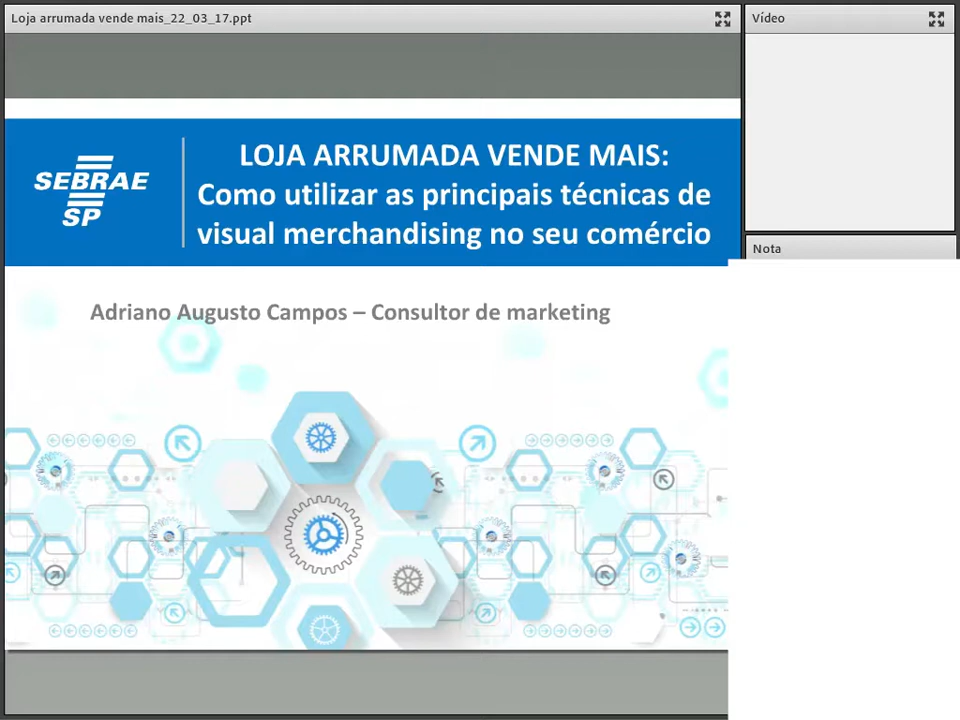 Loja arrumada vende mais_22_03_17.ppt
Vídeo
SEBRAE
SP
LOJA ARRUMADA VENDE MAIS:
Como utilizar as principais técnicas de
visual merchandising no seu comércio
Nota
Adriano Augusto Campos – Consultor de marketing